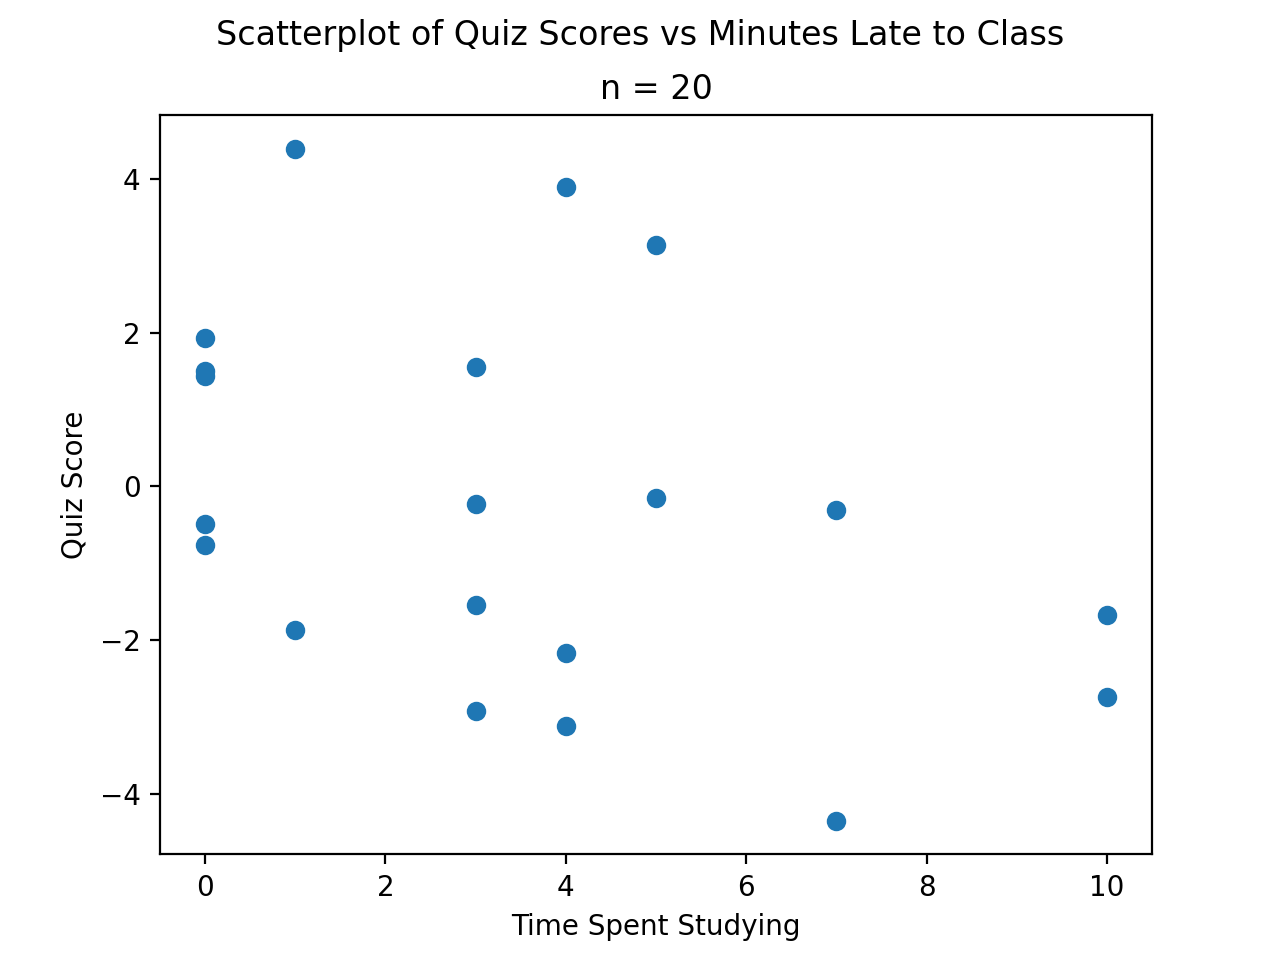 Scatterplot of Quiz Scores vs Minutes Late to Class
n = 20
4
2
0
−2
−4
Quiz Score
0 2 4 6 8 10
Time Spent Studying